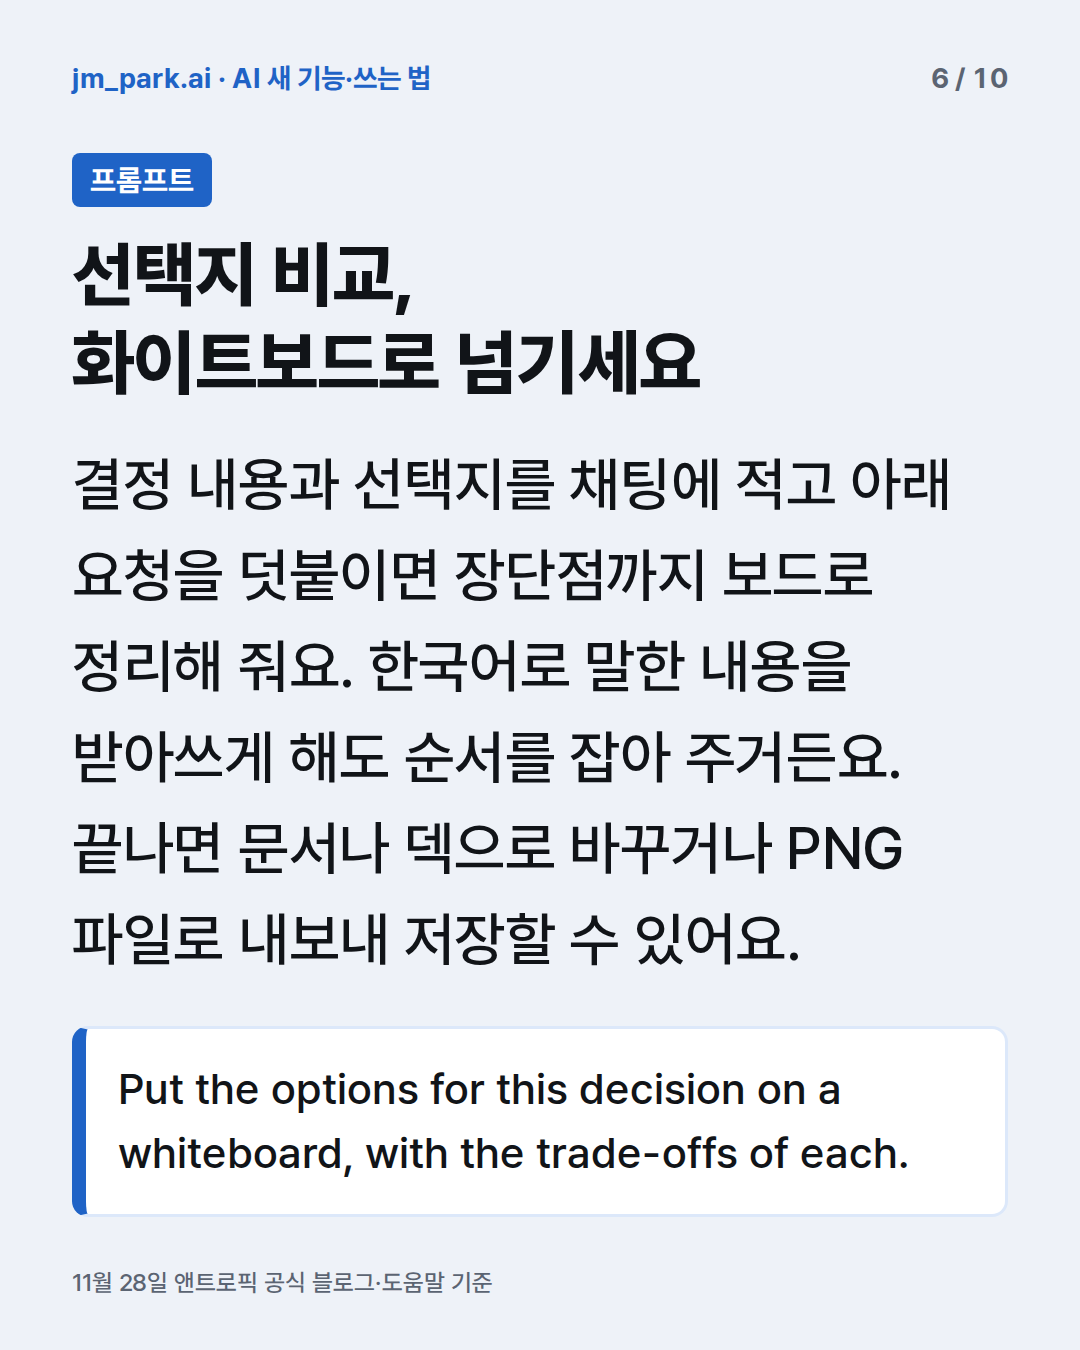 jm_park.ai · AI 새 기능·쓰는 법
6 / 10
프롬프트
선택지 비교,
화이트보드로 넘기세요
결정 내용과 선택지를 채팅에 적고 아래
요청을 덧붙이면 장단점까지 보드로
정리해 줘요. 한국어로 말한 내용을
받아쓰게 해도 순서를 잡아 주거든요.
끝나면 문서나 덱으로 바꾸거나 PNG
파일로 내보내 저장할 수 있어요.
Put the options for this decision on a
whiteboard, with the trade-offs of each.
11월 28일 앤트로픽 공식 블로그·도움말 기준